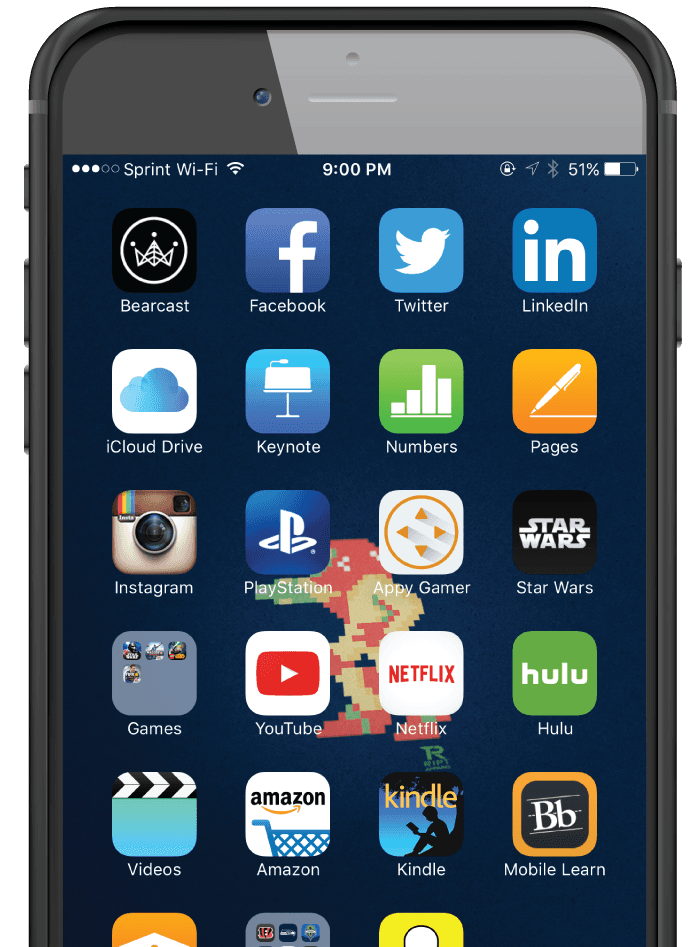 Sprint Wi-Fi 9:00 PM 51%
in
Bearcast Facebook Twitter LinkedIn
iCloud Drive Keynote Numbers Pages
Insta
STAR
WARS
Instagram PlayStation Appy Gamer Star Wars
NETFLIX hulu
Games YouTube Netflix Hulu
RIPT
amazon kindle Bb
Videos Amazon Kindle Mobile Learn